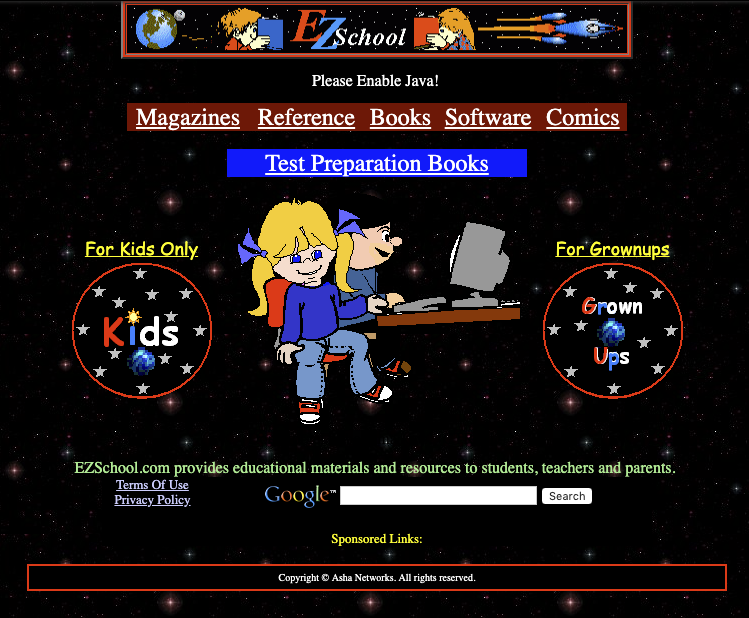 EZSchool
Please Enable Java!
Magazines Reference Books Software Comics
Test Preparation Books
For Kids Only
For Grownups
Kids
Grown
Ups
EZSchool.com provides educational materials and resources to students, teachers and parents.
Terms Of Use
Privacy Policy
Google™ Search
Sponsored Links:
Copyright © Asha Networks. All rights reserved.